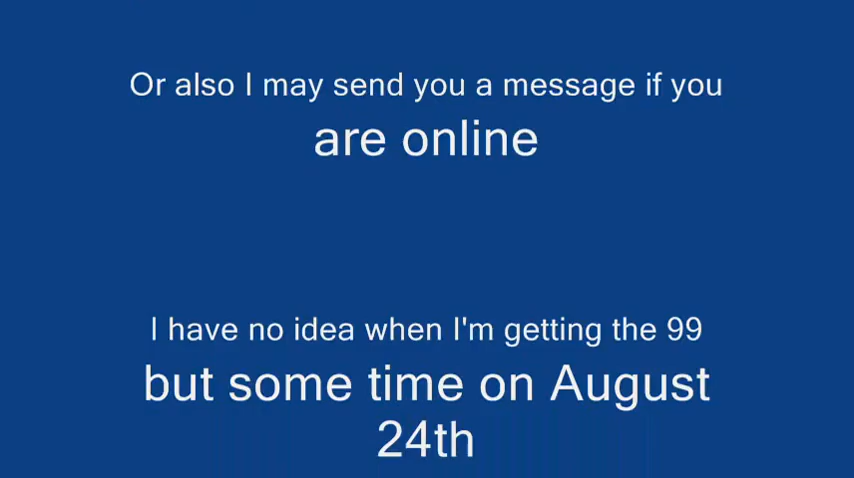 Or also I may send you a message if you
are online
I have no idea when I'm getting the 99
but some time on August
24th